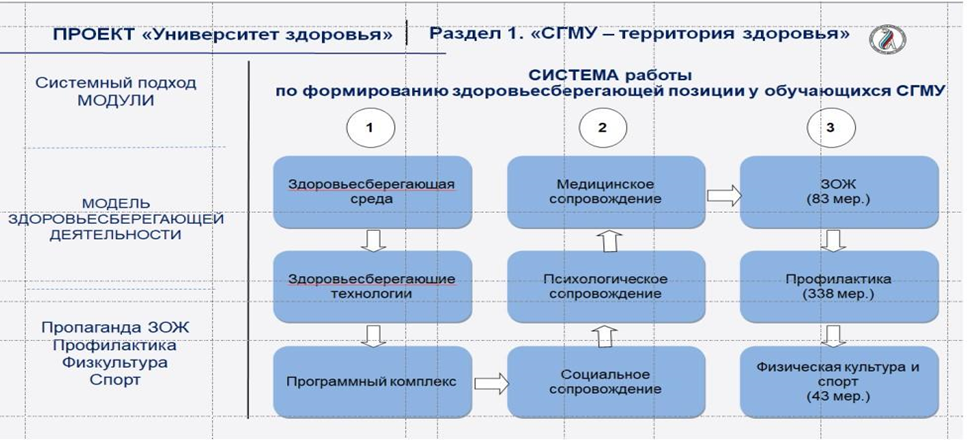 ПРОЕКТ «Университет здоровья»
Раздел 1. «СГМУ – территория здоровья»
Системный подход
МОДУЛИ
МОДЕЛЬ
ЗДОРОВЬЕСБЕРЕГАЮЩЕЙ
ДЕЯТЕЛЬНОСТИ
Пропаганда ЗОЖ
Профилактика
Физкультура
Спорт
СИСТЕМА работы
по формированию здоровьесберегающей позиции у обучающихся СГМУ
1
2
3
Здоровьесберегающая
среда
Здоровьесберегающие
технологии
Программный комплекс
Медицинское
сопровождение
Психологическое
сопровождение
Социальное
сопровождение
ЗОЖ
(83 мер.)
Профилактика
(338 мер.)
Физическая культура и
спорт
(43 мер.)